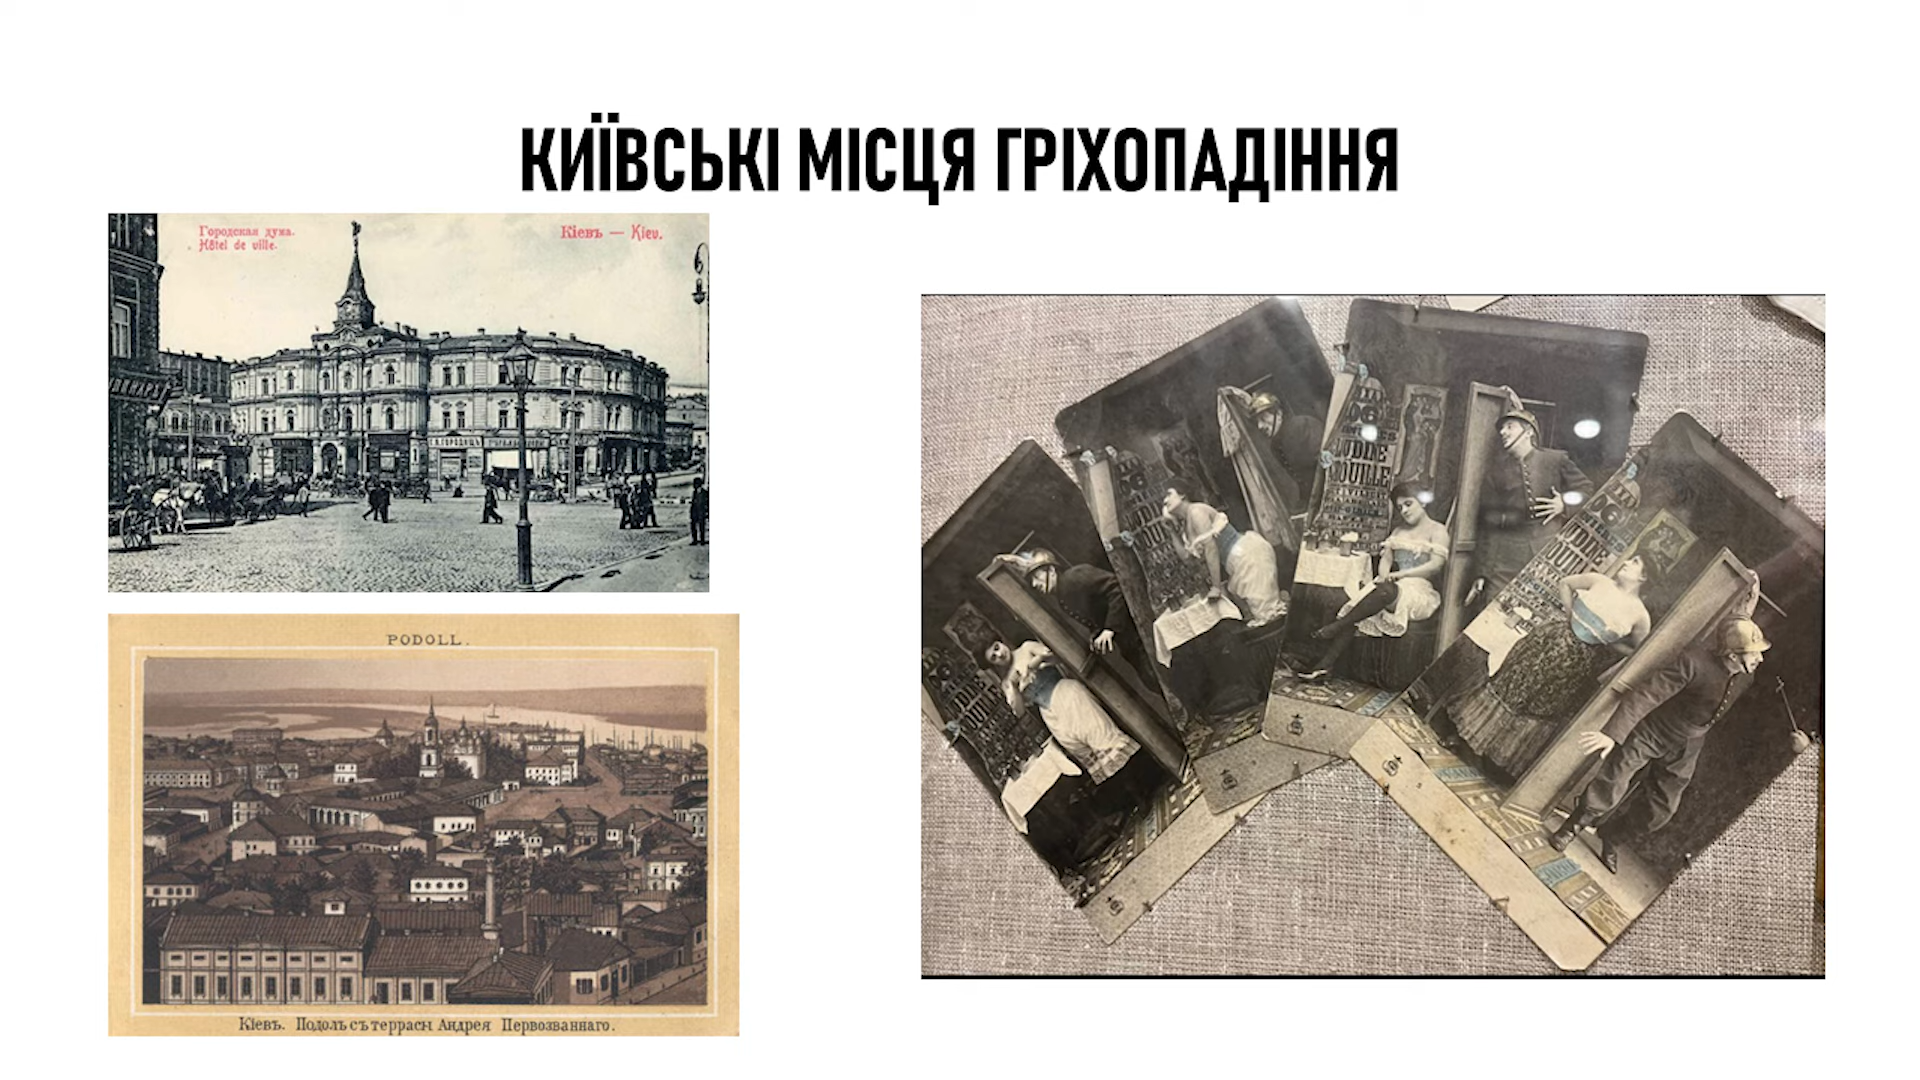 КИЇВСЬКІ МІСЦЯ ГРІХОПАДІННЯ
Городская дума.
Hôtel de ville.
Кіевъ — Kiev.
PODOLL.
Кіевъ. Подолъ съ террасы Андрея Первозваннаго.